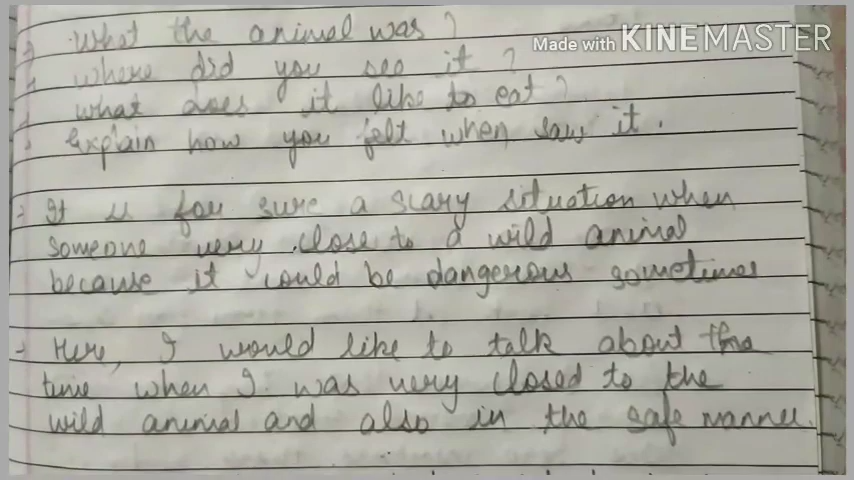 What the animal was?
Made with KINEMASTER
where did you see it?
what does it like to eat?
Explain how you felt when saw it.
It is for sure a scary situation when
someone very close to a wild animal
because it could be dangerous sometimes
Here, I would like to talk about the
time when I was very closed to the
wild animal and also in the safe manner.